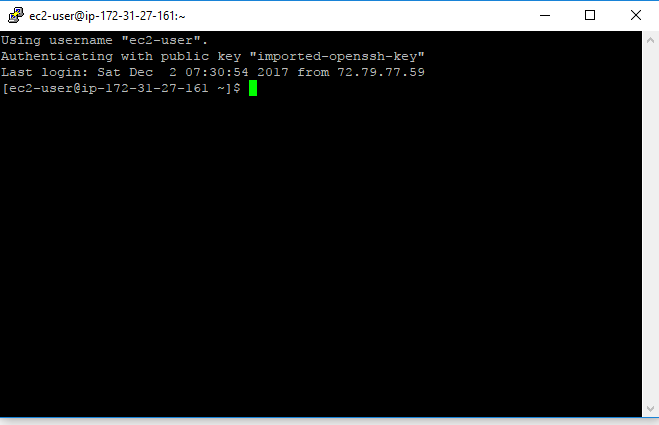 ec2-user@ip-172-31-27-161:~
Using username "ec2-user".
Authenticating with public key "imported-openssh-key"
Last login: Sat Dec  2 07:30:54 2017 from 72.79.77.59
[ec2-user@ip-172-31-27-161 ~]$